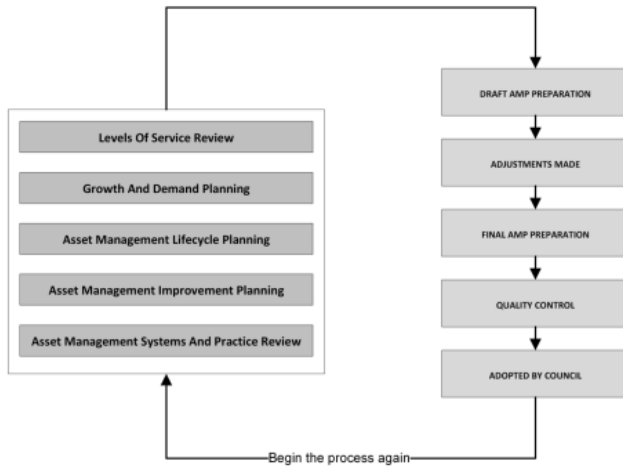 Levels Of Service Review
Growth And Demand Planning
Asset Management Lifecycle Planning
Asset Management Improvement Planning
Asset Management Systems And Practice Review
DRAFT AMP PREPARATION
ADJUSTMENTS MADE
FINAL AMP PREPARATION
QUALITY CONTROL
ADOPTED BY COUNCIL
Begin the process again